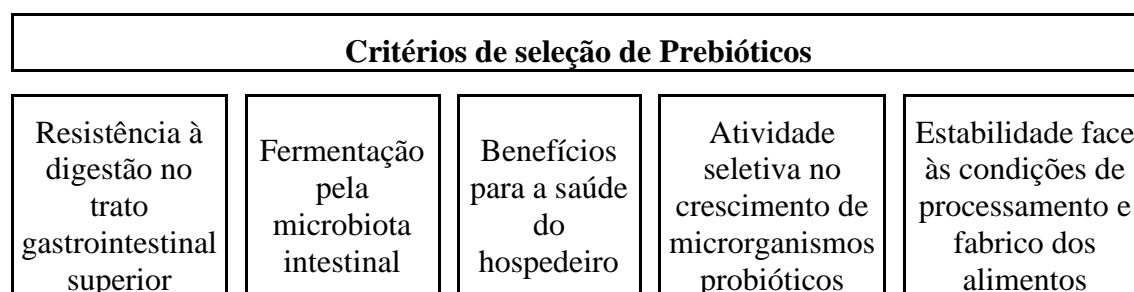 Critérios de seleção de Prebióticos
Resistência à
digestão no
trato
gastrointestinal
superior
Fermentação
pela
microbiota
intestinal
Benefícios
para a saúde
do
hospedeiro
Atividade
seletiva no
crescimento de
microrganismos
probióticos
Estabilidade face
às condições de
processamento e
fabrico dos
alimentos